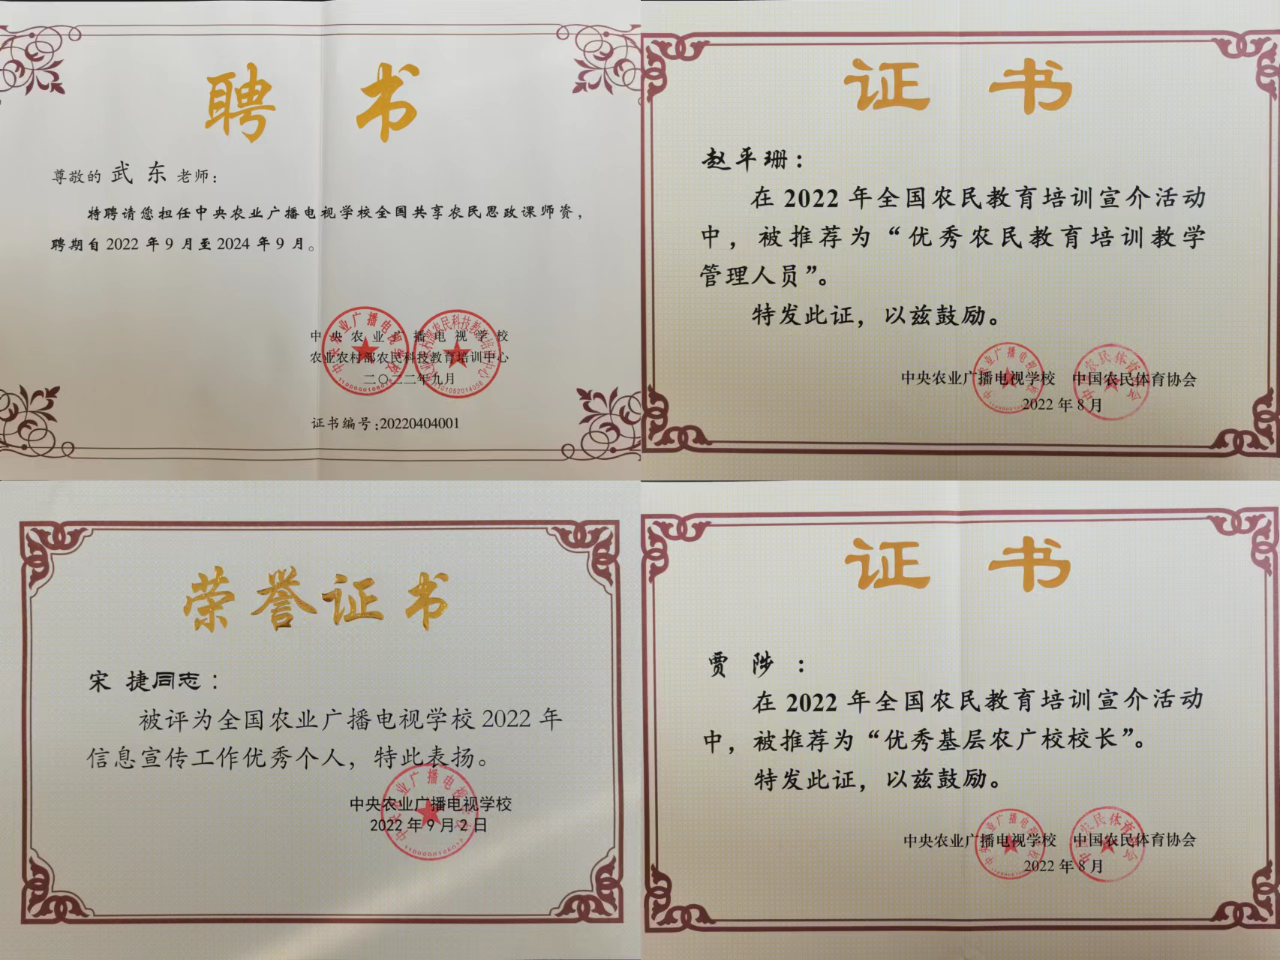 聘 书
尊敬的 武 东 老师：
特聘请您担任中央农业广播电视学校全国共享农民思政课师资，
聘期自 2022 年 9 月至 2024 年 9 月。
中央农业广播电视学校
农业农村部农民科技教育培训中心
二〇二二年九月
证书编号:20220404001
证 书
赵平珊：
在 2022 年全国农民教育培训宣介活动
中，被推荐为“优秀农民教育培训教学
管理人员”。
特发此证，以兹鼓励。
中央农业广播电视学校 中国农民体育协会
2022 年 8 月
荣誉证书
宋 捷同志：
被评为全国农业广播电视学校 2022 年
信息宣传工作优秀个人，特此表扬。
中央农业广播电视学校
2022 年 9 月 2 日
证 书
贾 陟 ：
在 2022 年全国农民教育培训宣介活动
中，被推荐为“优秀基层农广校校长”。
特发此证，以兹鼓励。
中央农业广播电视学校 中国农民体育协会
2022 年 8 月